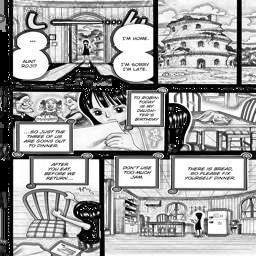 I'M HOME.
I'M SORRY
I'M LATE.
...
AUNT
ROJI?
TO ROBIN:
TODAY
IS MY
DAUGH-
TER'S
BIRTHDAY
...SO JUST THE
THREE OF US
ARE GOING OUT
TO DINNER.
AFTER
YOU EAT,
BEFORE WE
RETURN...
DON'T USE
TOO MUCH
JAM.
THERE IS BREAD,
SO PLEASE FIX
YOURSELF DINNER.